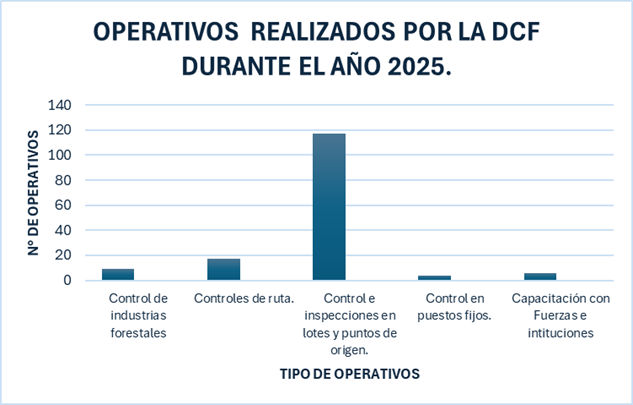 OPERATIVOS  REALIZADOS POR LA DCF
DURANTE EL AÑO 2025.
140
120
100
80
60
40
20
0
Nº DE OPERATIVOS
Control de
industrias
forestales
Controles de ruta.
Control e
inspecciones en
lotes y puntos de
origen.
Control en
puestos fijos.
Capacitación con
Fuerzas e
intituciones
TIPO DE OPERATIVOS